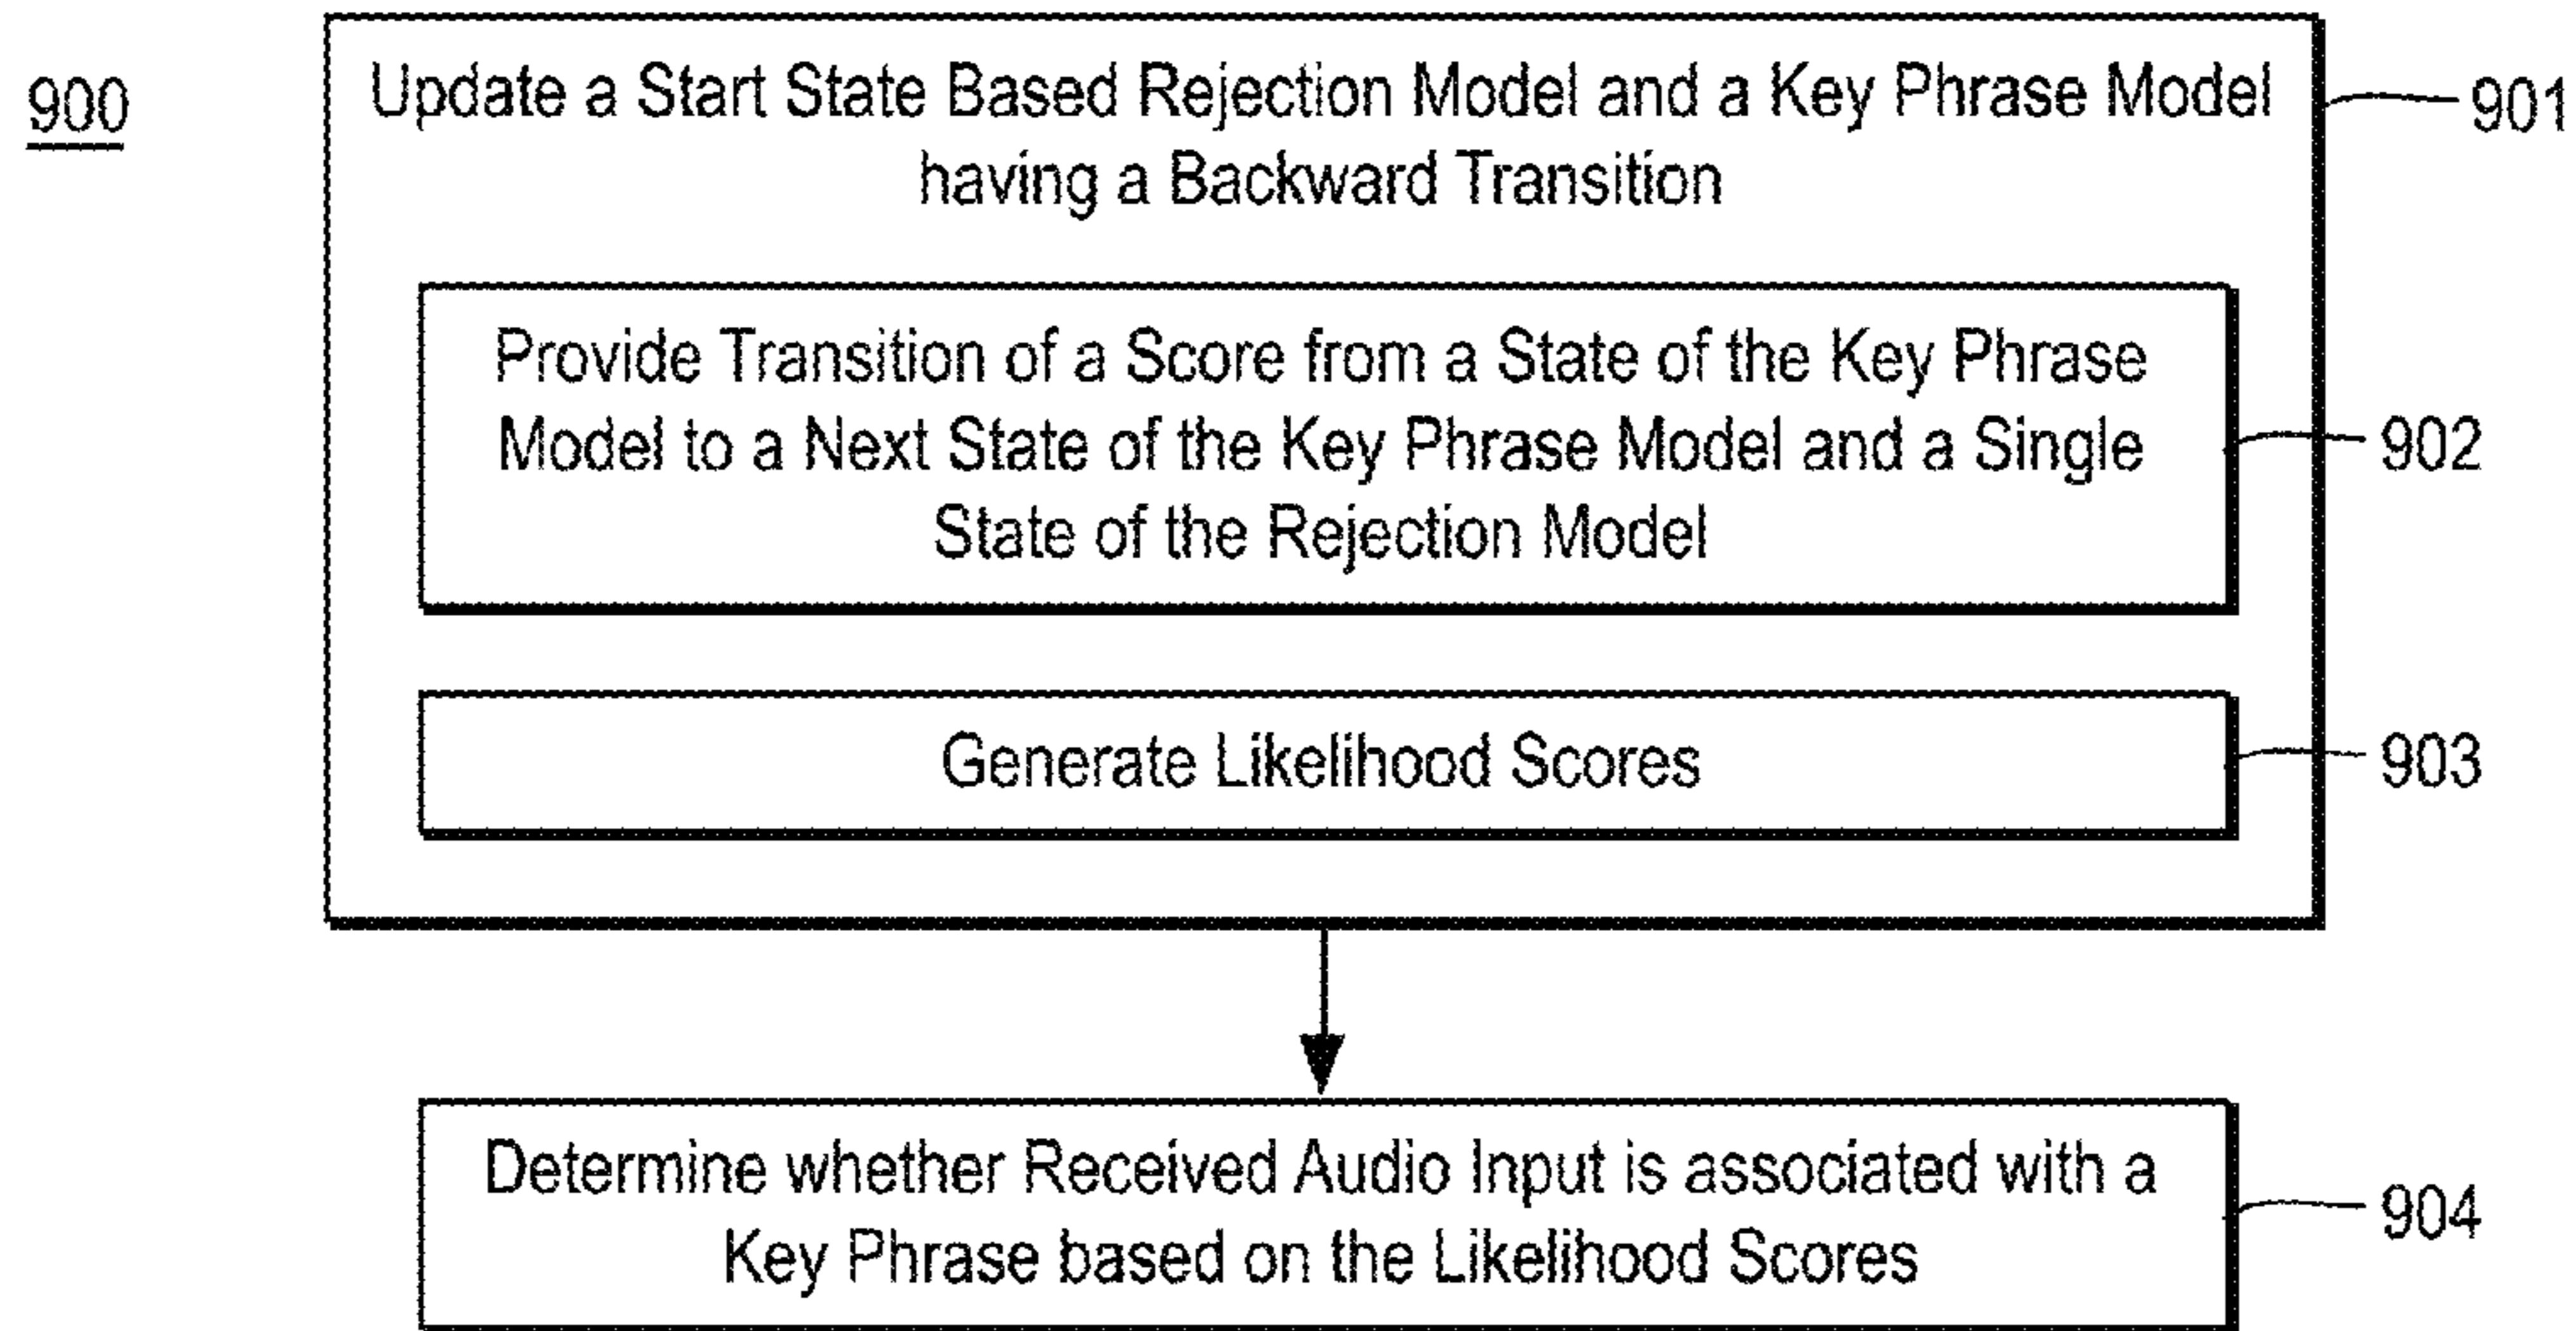 900
Update a Start State Based Rejection Model and a Key Phrase Model
having a Backward Transition
901
Provide Transition of a Score from a State of the Key Phrase
Model to a Next State of the Key Phrase Model and a Single
State of the Rejection Model
902
Generate Likelihood Scores
903
Determine whether Received Audio Input is associated with a
Key Phrase based on the Likelihood Scores
904